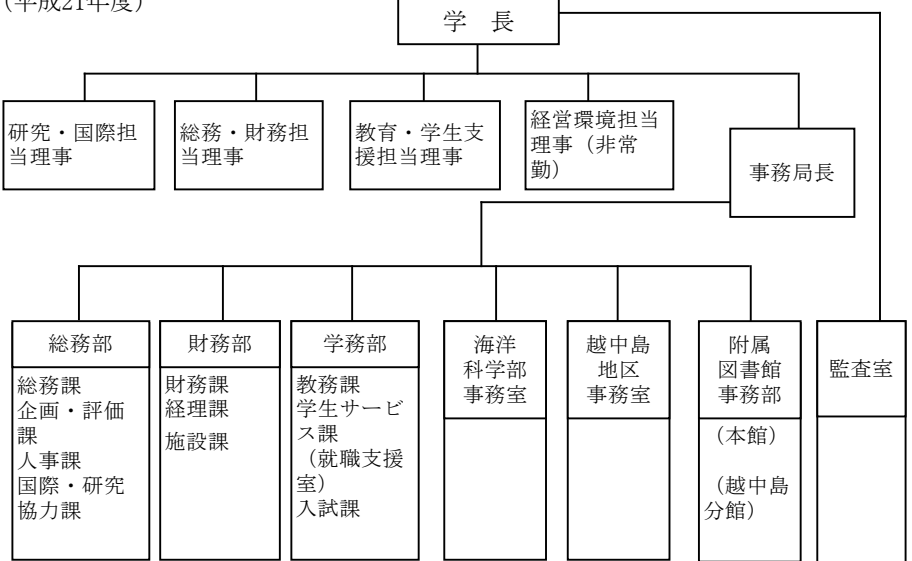 （平成21年度）
学　長
研究・国際担
当理事
総務・財務担
当理事
教育・学生支
援担当理事
経営環境担当
理事（非常
勤）
事務局長
総務部
総務課
企画・評価
課
人事課
国際・研究
協力課
財務部
財務課
経理課
施設課
学務部
教務課
学生サービ
ス課
（就職支援
室）
入試課
海洋
科学部
事務室
越中島
地区
事務室
附属
図書館
事務部
（本館）
（越中島
分館）
監査室